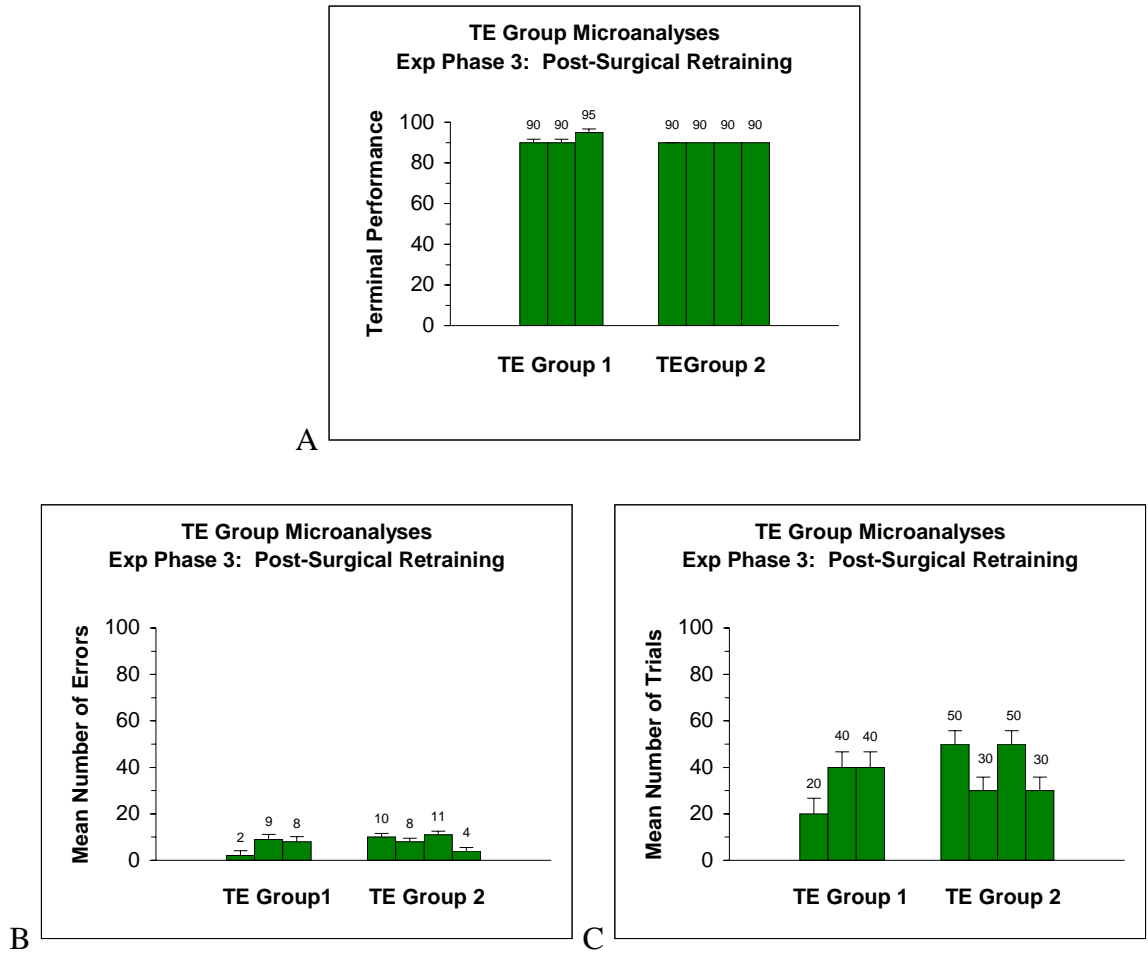 TE Group Microanalyses
Exp Phase 3: Post-Surgical Retraining
Terminal Performance
100
80
60
40
20
0
90 90 95 90 90 90 90
TE Group 1 TEGroup 2
A
TE Group Microanalyses
Exp Phase 3: Post-Surgical Retraining
Mean Number of Errors
100
80
60
40
20
0
2 9 8 10 8 11 4
TE Group1 TE Group 2
B
TE Group Microanalyses
Exp Phase 3: Post-Surgical Retraining
Mean Number of Trials
100
80
60
40
20
0
20 40 40 50 30 50 30
TE Group 1 TE Group 2
C